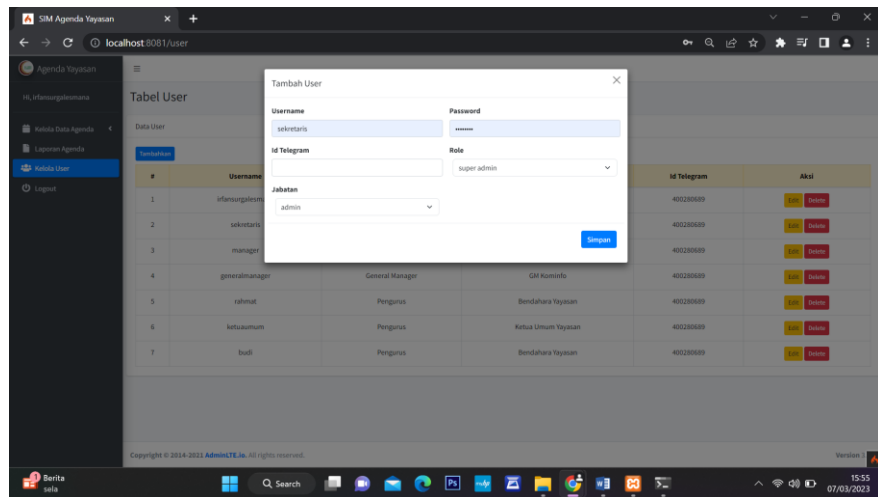 SIM Agenda Yayasan
localhost:8081/user
Agenda Yayasan
Hi, irfansurgalesmana
Kelola Data Agenda
Laporan Agenda
Kelola User
Logout
Tabel User
Data User
Tambahkan
Tambah User
Username
Password
sekretaris
••••••••
Id Telegram
Role
super admin
Jabatan
admin
Simpan
# Username Id Telegram Aksi
1 irfansurgalesm 400280689 Edit Delete
2 sekretaris 400280689 Edit Delete
3 manager 400280689 Edit Delete
4 generalmanager General Manager GM Kominfo 400280689 Edit Delete
5 rahmat Pengurus Bendahara Yayasan 400280689 Edit Delete
6 ketuaumum Pengurus Ketua Umum Yayasan 400280689 Edit Delete
7 budi Pengurus Bendahara Yayasan 400280689 Edit Delete
Copyright © 2014-2021 AdminLTE.io. All rights reserved.
Version 3
Berita
sela
Search
Ps
15:55
07/03/2023